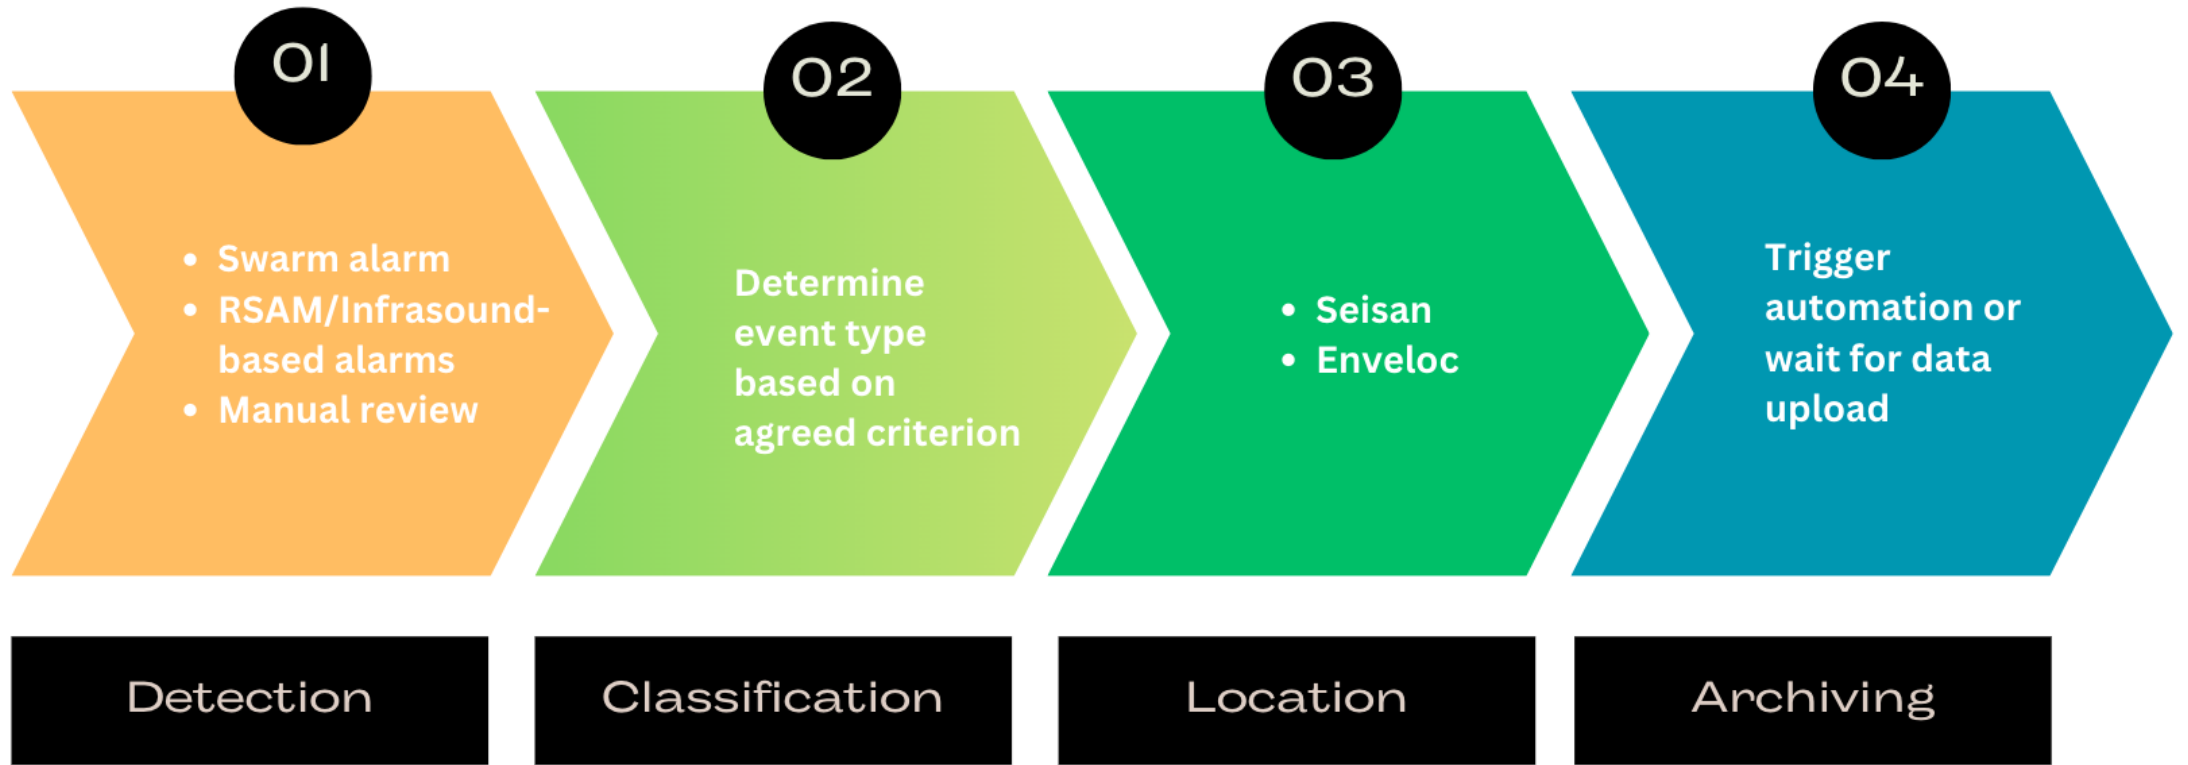 01
• Swarm alarm
• RSAM/Infrasound-
based alarms
• Manual review
Detection
02
Determine
event type
based on
agreed criterion
Classification
03
• Seisan
• Enveloc
Location
04
Trigger
automation or
wait for data
upload
Archiving